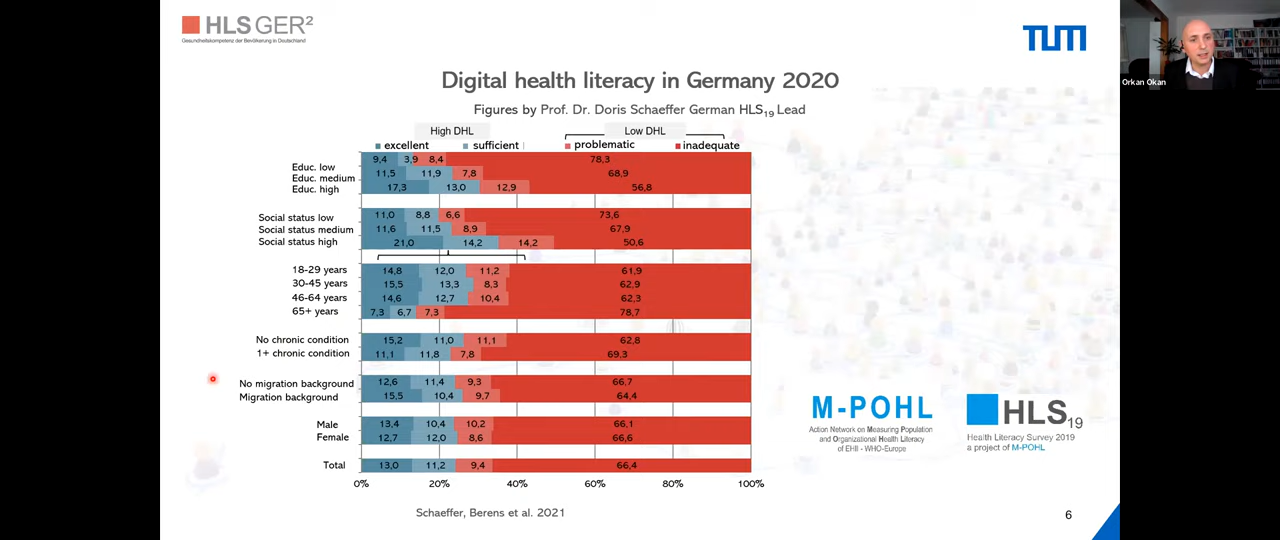 HLS GER²
Gesundheitskompetenz der Bevölkerung in Deutschland
TUM
Orkan Okan
Digital health literacy in Germany 2020
Figures by Prof. Dr. Doris Schaeffer German HLS19 Lead
High DHL
Low DHL
excellent sufficient problematic inadequate
Educ. low 9,4 3,9 8,4 78,3
Educ. medium 11,5 11,9 7,8 68,9
Educ. high 17,3 13,0 12,9 56,8
Social status low 11,0 8,8 6,6 73,6
Social status medium 11,6 11,5 8,9 67,9
Social status high 21,0 14,2 14,2 50,6
18-29 years 14,8 12,0 11,2 61,9
30-45 years 15,5 13,3 8,3 62,9
46-64 years 14,6 12,7 10,4 62,3
65+ years 7,3 6,7 7,3 78,7
No chronic condition 15,2 11,0 11,1 62,8
1+ chronic condition 11,1 11,8 7,8 69,3
No migration background 12,6 11,4 9,3 66,7
Migration background 15,5 10,4 9,7 64,4
Male 13,4 10,4 10,2 66,1
Female 12,7 12,0 8,6 66,6
Total 13,0 11,2 9,4 66,4
0% 20% 40% 60% 80% 100%
M-POHL
Action Network on Measuring Population
and Organizational Health Literacy
of EHII - WHO-Europe
HLS19
Health Literacy Survey 2019
a project of M-POHL
Schaeffer, Berens et al. 2021
6